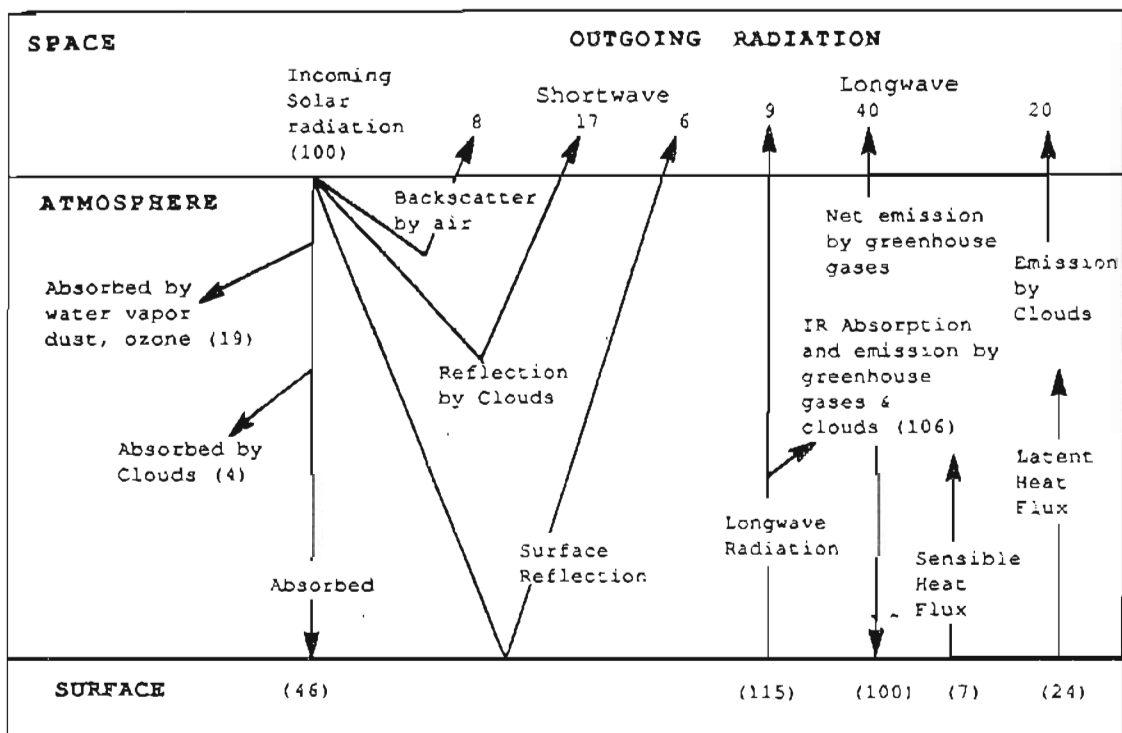 SPACE
OUTGOING RADIATION
Incoming
Solar
radiation
(100)
Shortwave
8 17 6
Longwave
9 40 20
ATMOSPHERE
Backscatter
by air
Net emission
by greenhouse
gases
Emission
by
Clouds
Absorbed by
water vapor
dust, ozone (19)
Reflection
by Clouds
IR Absorption
and emission by
greenhouse
gases &
clouds (106)
Absorbed by
Clouds (4)
Latent
Heat
Flux
Longwave
Radiation
Surface
Reflection
Sensible
Heat
Flux
Absorbed
SURFACE (46) (115) (100) (7) (24)